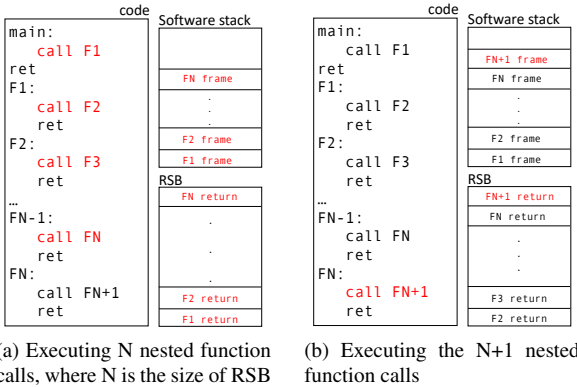 code
main:
call F1
ret
F1:
call F2
ret
F2:
call F3
ret
…
FN-1:
call FN
ret
FN:
call FN+1
ret
Software stack
FN frame
.
.
.
F2 frame
F1 frame
RSB
FN return
.
.
.
F2 return
F1 return
(a) Executing N nested function
calls, where N is the size of RSB
code
main:
call F1
ret
F1:
call F2
ret
F2:
call F3
ret
…
FN-1:
call FN
ret
FN:
call FN+1
ret
Software stack
FN+1 frame
FN frame
.
.
.
F2 frame
F1 frame
RSB
FN+1 return
FN return
.
.
.
F3 return
F2 return
(b) Executing the N+1 nested
function calls